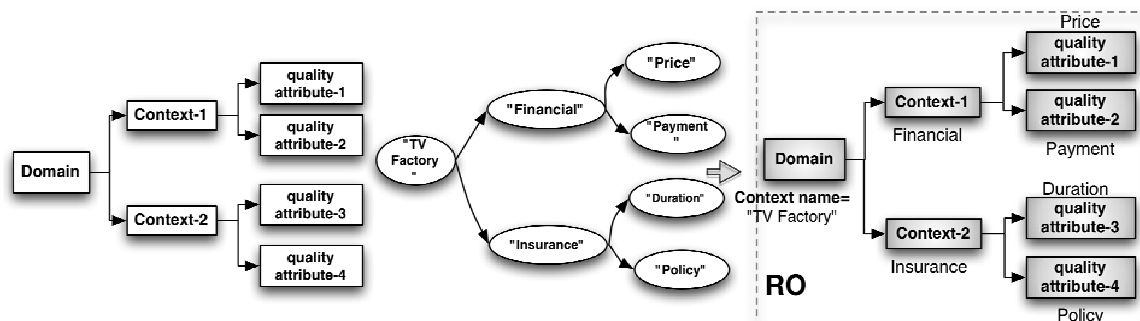 Domain
Context-1
quality
attribute-1
quality
attribute-2
Context-2
quality
attribute-3
quality
attribute-4
"TV
Factory
"
"Financial"
"Price"
"Payment
"
"Insurance"
"Duration"
"Policy"
RO
Domain
Context name=
"TV Factory"
Context-1
Financial
Price
quality
attribute-1
quality
attribute-2
Payment
Context-2
Insurance
Duration
quality
attribute-3
quality
attribute-4
Policy